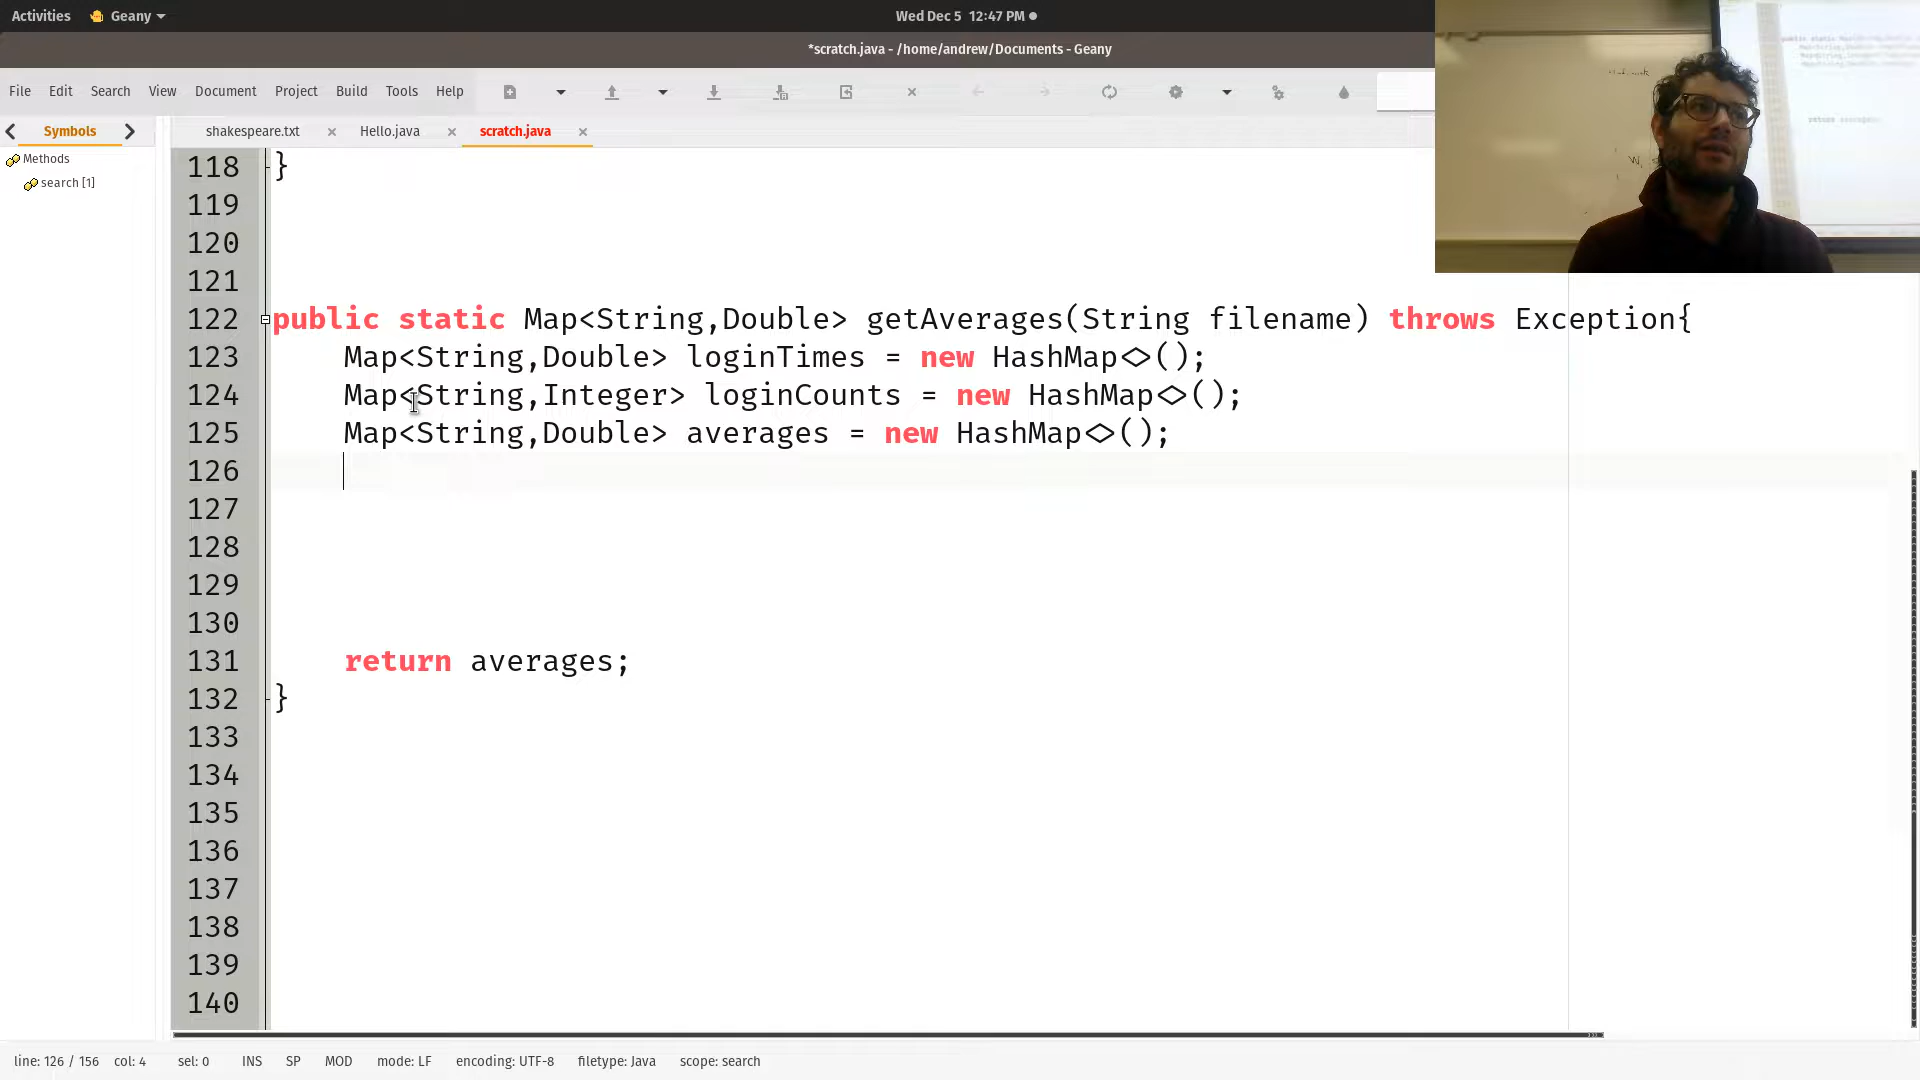 Activities Geany Wed Dec 5 12:47 PM
*scratch.java - /home/andrew/Documents - Geany
File Edit Search View Document Project Build Tools Help
Symbols shakespeare.txt Hello.java scratch.java
Methods
search [1]
118 }
119
120
121
122 public static Map<String,Double> getAverages(String filename) throws Exception{
123 Map<String,Double> loginTimes = new HashMap<>();
124 Map<String,Integer> loginCounts = new HashMap<>();
125 Map<String,Double> averages = new HashMap<>();
126
127
128
129
130
131 return averages;
132 }
133
134
135
136
137
138
139
140
line: 126 / 156 col: 4 sel: 0 INS SP MOD mode: LF encoding: UTF-8 filetype: Java scope: search